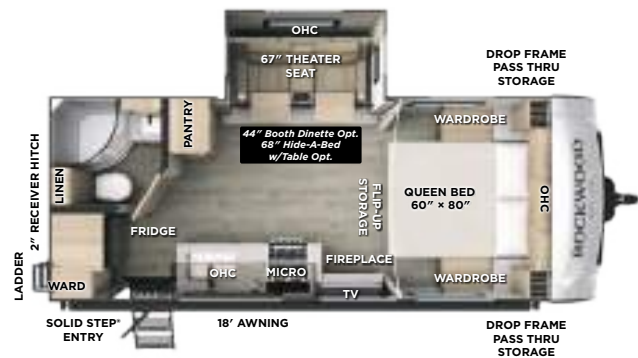 OHC
67" THEATER
SEAT
DROP FRAME
PASS THRU
STORAGE
WARDROBE
PANTRY
44" Booth Dinette Opt.
68" Hide-A-Bed
w/Table Opt.
2" RECEIVER HITCH
LINEN
FLIP-UP
STORAGE
QUEEN BED
60" × 80"
OHC
ROCKWOOD
FRIDGE
LADDER
WARD
OHC
MICRO
FIREPLACE
WARDROBE
TV
SOLID STEP®
ENTRY
18' AWNING
DROP FRAME
PASS THRU
STORAGE